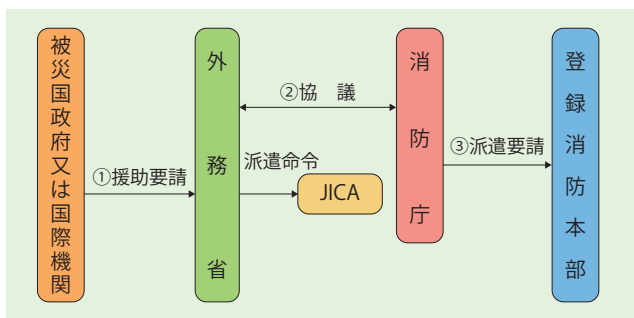 被災国政府又は国際機関
①援助要請
外務省
②協　議
派遣命令
JICA
消防庁
③派遣要請
登録消防本部